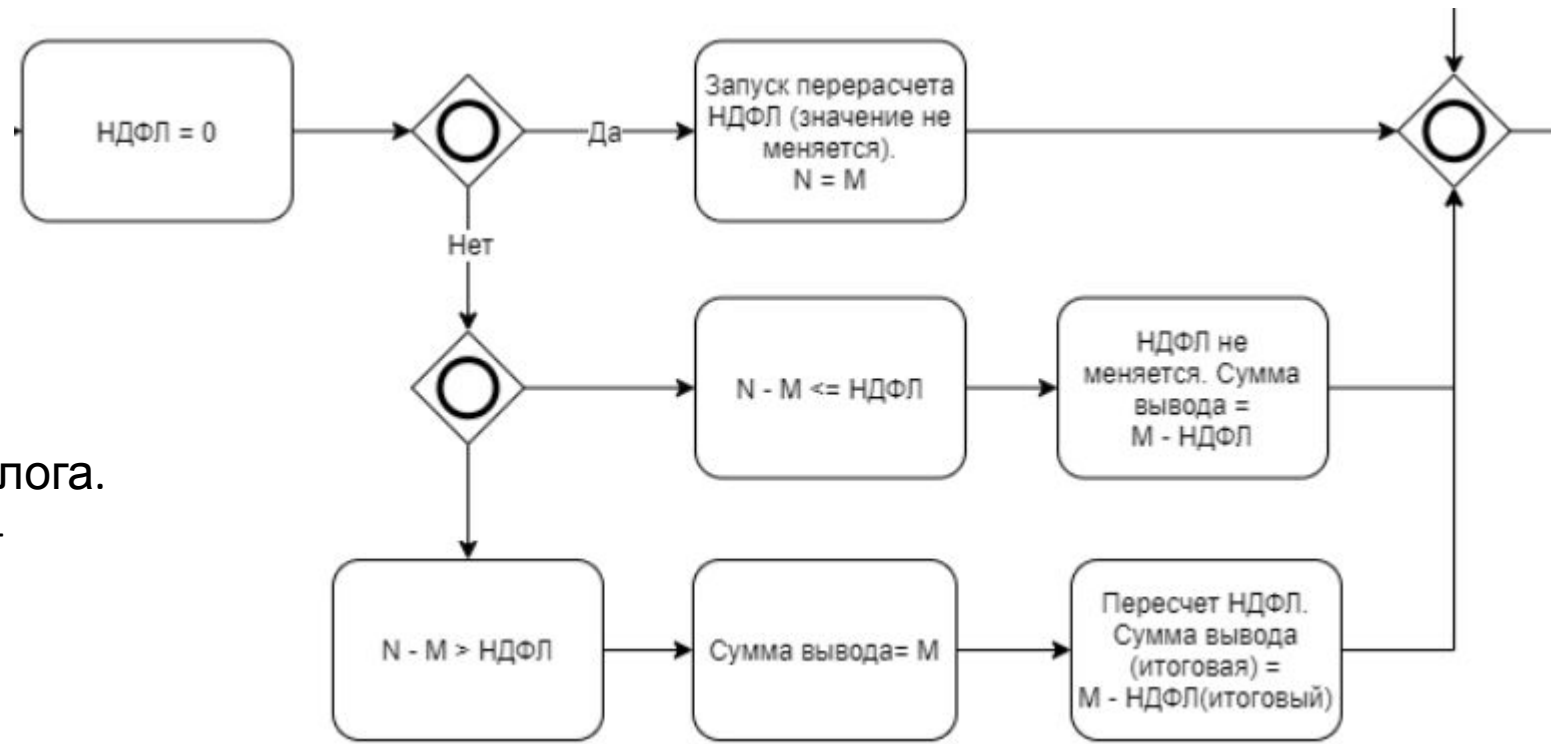 НДФЛ = 0
Да
Запуск перерасчета
НДФЛ (значение не
меняется).
N = M
Нет
N - M <= НДФЛ
НДФЛ не
меняется. Сумма
вывода =
М - НДФЛ
лога.
N - M > НДФЛ
Сумма вывода= М
Пересчет НДФЛ.
Сумма вывода
(итоговая) =
М - НДФЛ(итоговый)